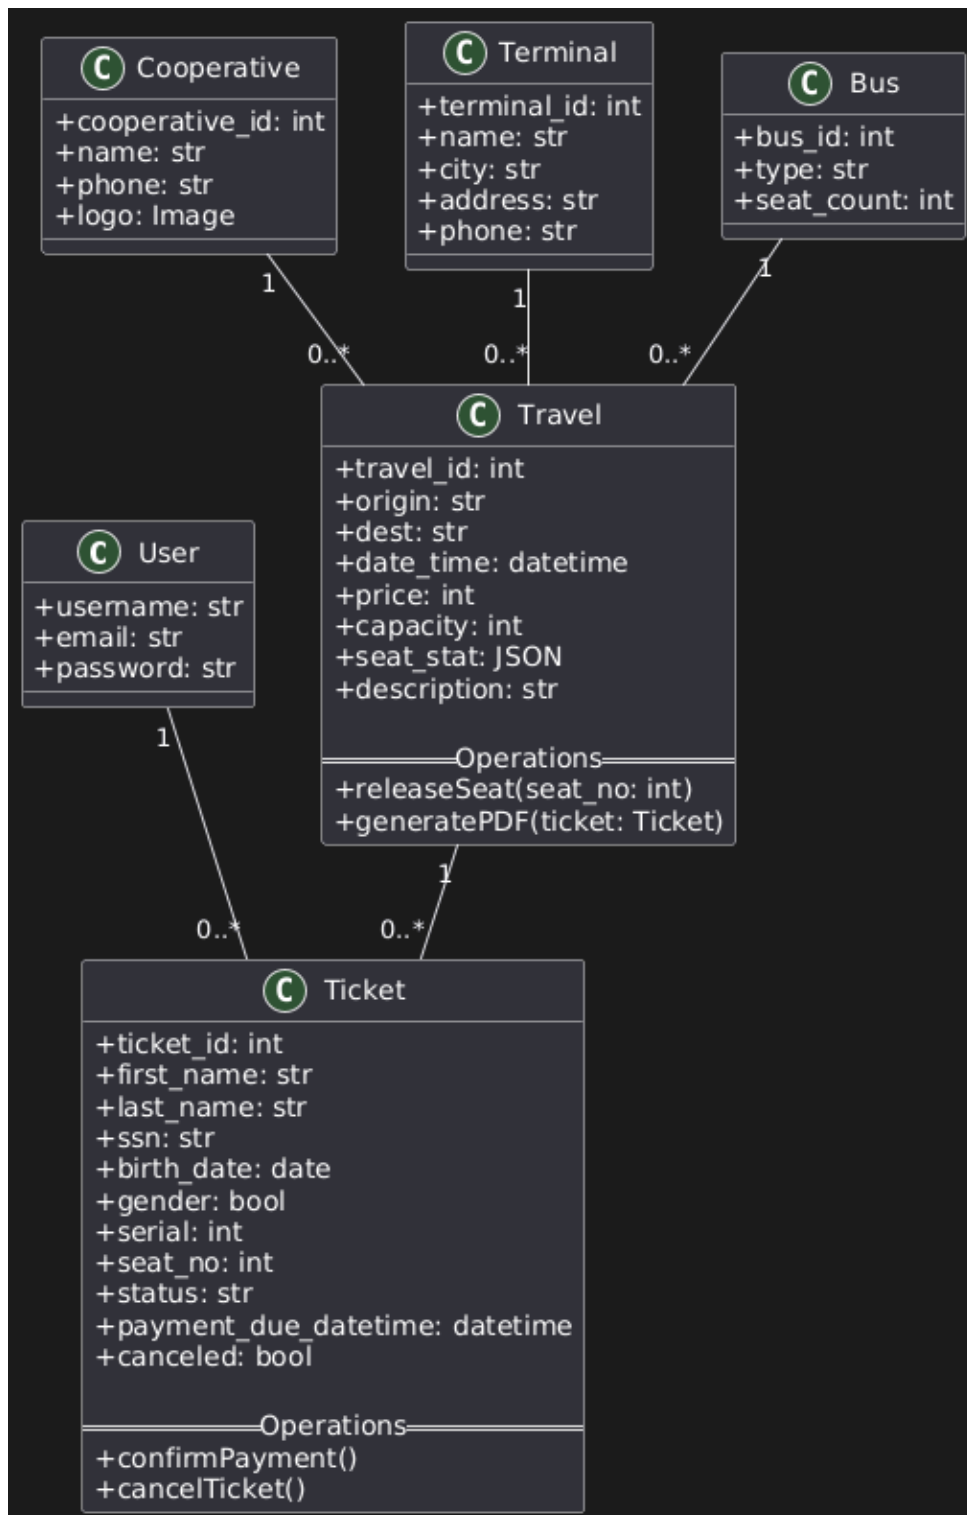 C Cooperative
+cooperative_id: int
+name: str
+phone: str
+logo: Image
C Terminal
+terminal_id: int
+name: str
+city: str
+address: str
+phone: str
C Bus
+bus_id: int
+type: str
+seat_count: int
1
1
1
0..*
0..*
0..*
C Travel
+travel_id: int
+origin: str
+dest: str
+date_time: datetime
+price: int
+capacity: int
+seat_stat: JSON
+description: str
Operations
+releaseSeat(seat_no: int)
+generatePDF(ticket: Ticket)
C User
+username: str
+email: str
+password: str
1
1
0..*
0..*
C Ticket
+ticket_id: int
+first_name: str
+last_name: str
+ssn: str
+birth_date: date
+gender: bool
+serial: int
+seat_no: int
+status: str
+payment_due_datetime: datetime
+canceled: bool
Operations
+confirmPayment()
+cancelTicket()